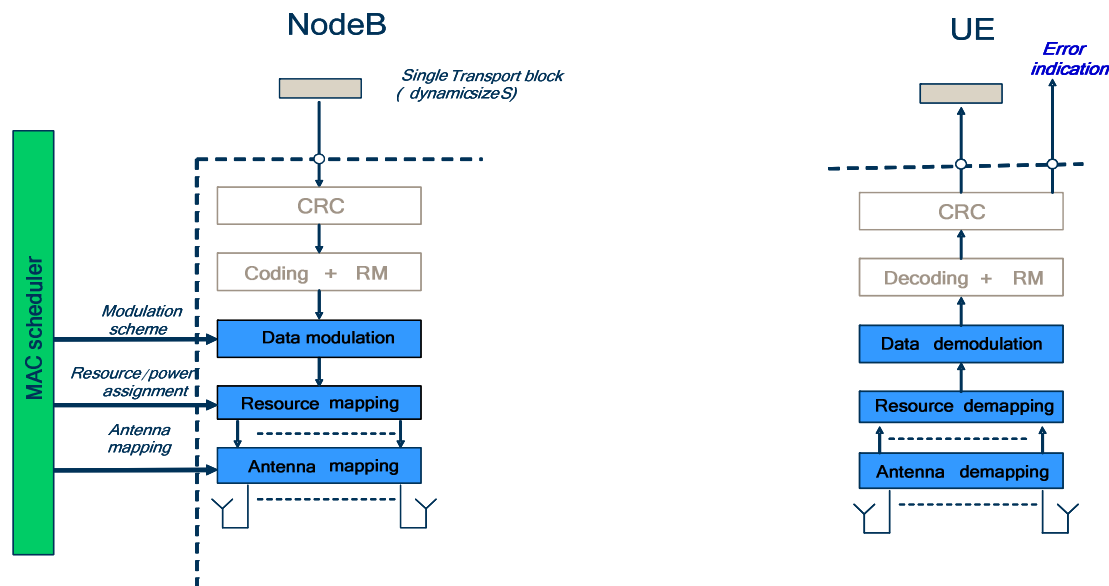 NodeB
UE
Single Transport block
( dynamicsize S)
Error
indication
CRC
CRC
Coding + RM
Decoding + RM
MAC scheduler
Modulation
scheme
Data modulation
Data demodulation
Resource/power
assignment
Resource mapping
Resource demapping
Antenna
mapping
Antenna mapping
Antenna demapping